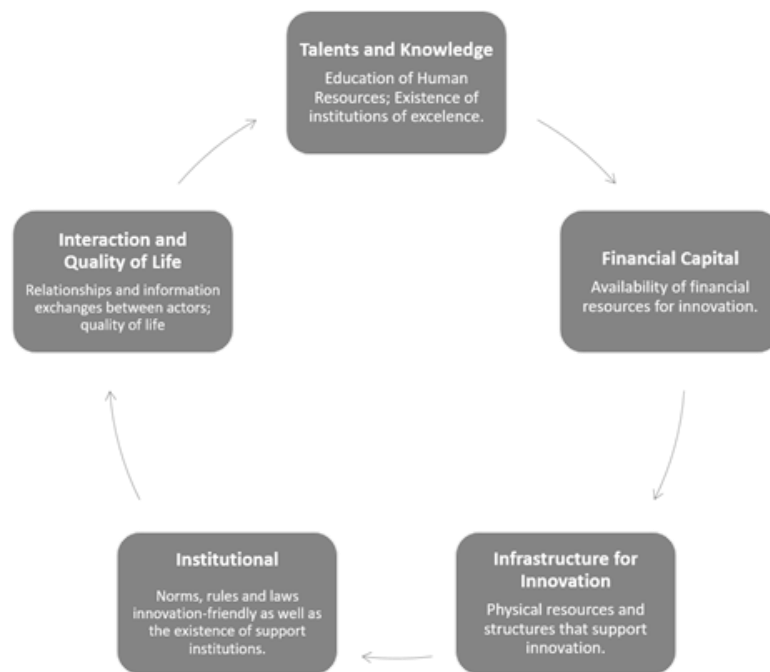 Talents and Knowledge
Education of Human
Resources; Existence of
institutions of excelence.
Financial Capital
Availability of financial
resources for innovation.
Infrastructure for
Innovation
Physical resources and
structures that support
innovation.
Institutional
Norms, rules and laws
innovation-friendly as well as
the existence of support
institutions.
Interaction and
Quality of Life
Relationships and information
exchanges between actors;
quality of life